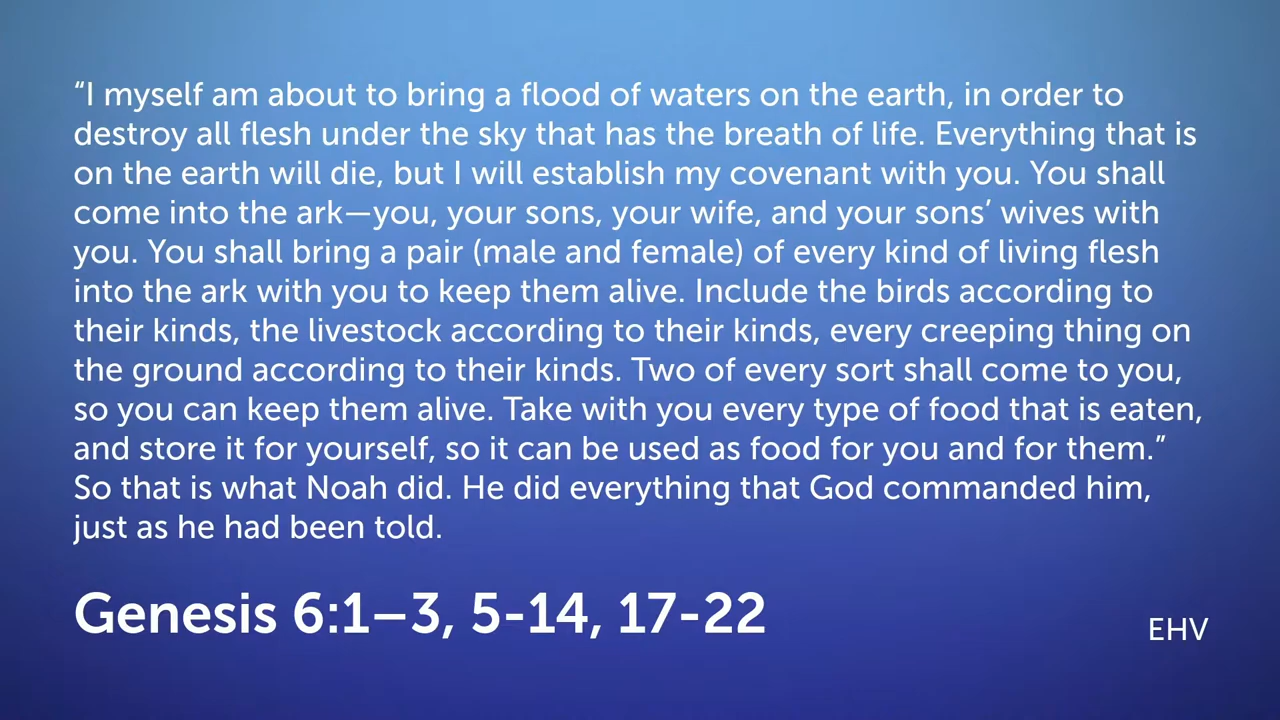 “I myself am about to bring a flood of waters on the earth, in order to
destroy all flesh under the sky that has the breath of life. Everything that is
on the earth will die, but I will establish my covenant with you. You shall
come into the ark—you, your sons, your wife, and your sons’ wives with
you. You shall bring a pair (male and female) of every kind of living flesh
into the ark with you to keep them alive. Include the birds according to
their kinds, the livestock according to their kinds, every creeping thing on
the ground according to their kinds. Two of every sort shall come to you,
so you can keep them alive. Take with you every type of food that is eaten,
and store it for yourself, so it can be used as food for you and for them.”
So that is what Noah did. He did everything that God commanded him,
just as he had been told.
Genesis 6:1–3, 5-14, 17-22
EHV